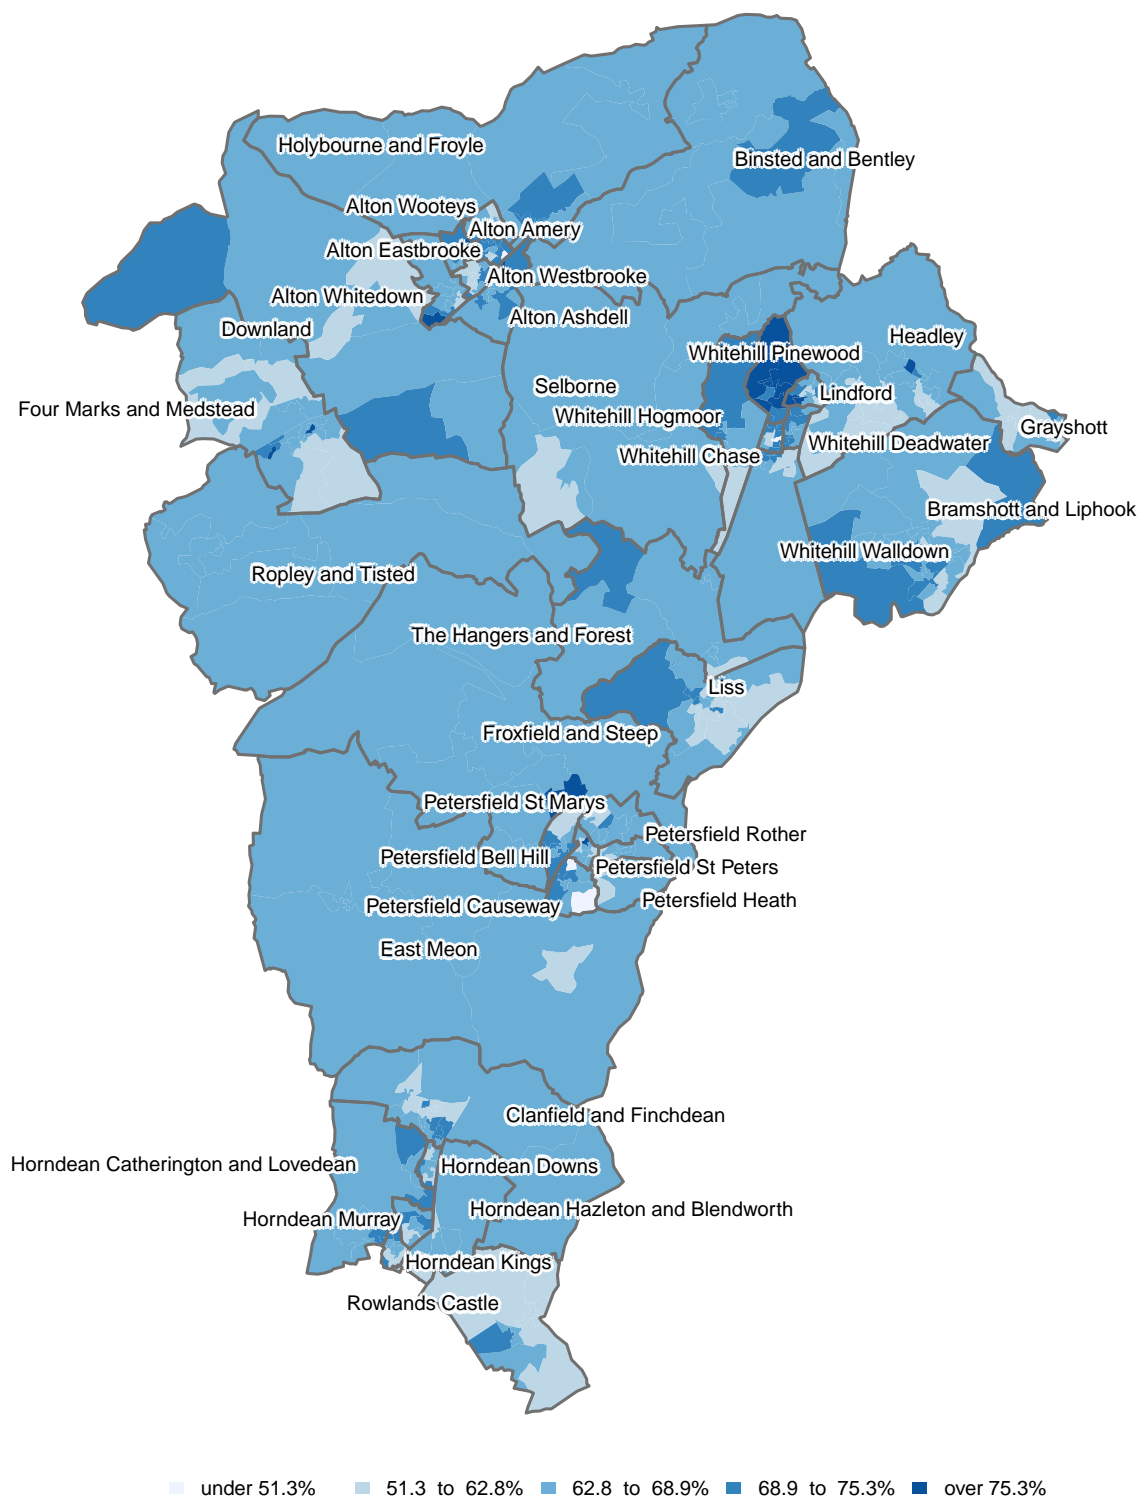 Holybourne and Froyle
Binsted and Bentley
Alton Wooteys
Alton Amery
Alton Eastbrooke
Alton Westbrooke
Alton Whitedown
Alton Ashdell
Downland
Headley
Whitehill Pinewood
Selborne
Lindford
Four Marks and Medstead
Whitehill Hogmoor
Grayshott
Whitehill Deadwater
Whitehill Chase
Bramshott and Liphook
Whitehill Walldown
Ropley and Tisted
The Hangers and Forest
Liss
Froxfield and Steep
Petersfield St Marys
Petersfield Rother
Petersfield Bell Hill
Petersfield St Peters
Petersfield Heath
Petersfield Causeway
East Meon
Clanfield and Finchdean
Horndean Catherington and Lovedean
Horndean Downs
Horndean Hazleton and Blendworth
Horndean Murray
Horndean Kings
Rowlands Castle
under 51.3% 51.3 to 62.8% 62.8 to 68.9% 68.9 to 75.3% over 75.3%